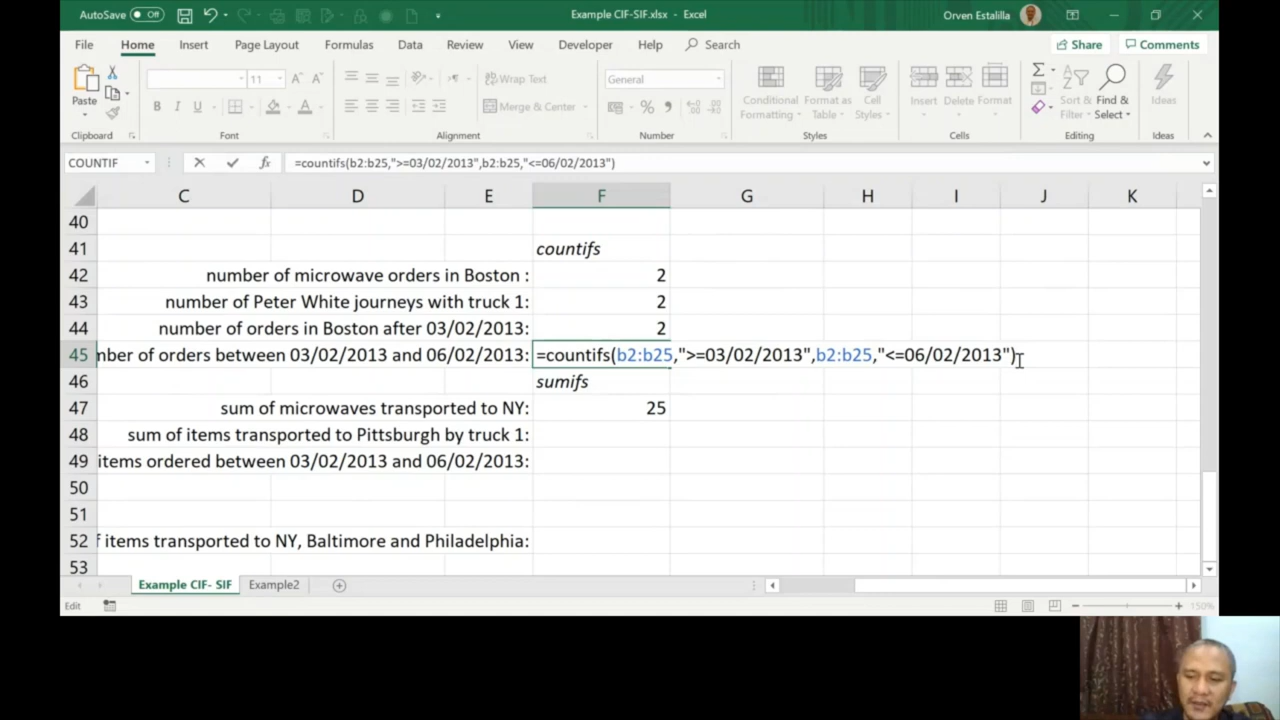 AutoSave Off Example CIF-SIF.xlsx - Excel Orven Estalilla
File Home Insert Page Layout Formulas Data Review View Developer Help Search Share Comments
Paste
11
Wrap Text
Merge & Center
General
Conditional Formatting
Format as Table
Cell Styles
Insert Delete Format
Sort & Filter
Find & Select
Ideas
Clipboard Font Alignment Number Styles Cells Editing Ideas
COUNTIF fx =countifs(b2:b25,">=03/02/2013",b2:b25,"<=06/02/2013")
C D E F G H I J K
40
41 countifs
42 number of microwave orders in Boston : 2
43 number of Peter White journeys with truck 1: 2
44 number of orders in Boston after 03/02/2013: 2
45 nber of orders between 03/02/2013 and 06/02/2013: =countifs(b2:b25,">=03/02/2013",b2:b25,"<=06/02/2013")
46 sumifs
47 sum of microwaves transported to NY: 25
48 sum of items transported to Pittsburgh by truck 1:
49 items ordered between 03/02/2013 and 06/02/2013:
50
51
52 f items transported to NY, Baltimore and Philadelphia:
53
Example CIF- SIF Example2
Edit 150%